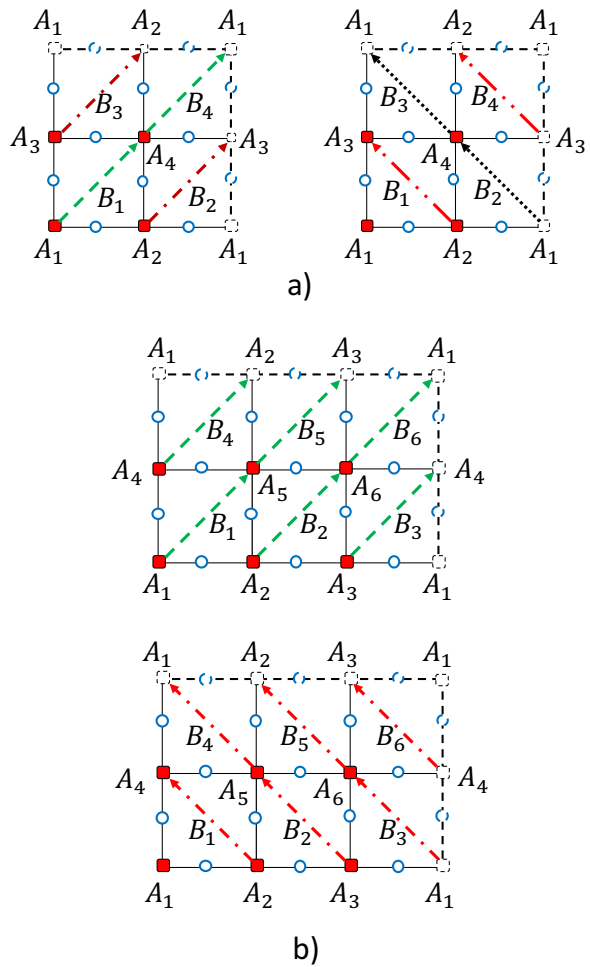 A₁ A₂ A₁ A₁ A₂ A₁
B₃ B₄ B₃ B₄
A₃ A₄ A₃ A₃ A₄ A₃
B₁ B₂ B₁ B₂
A₁ A₂ A₁ A₁ A₂ A₁
a)
A₁ A₂ A₃ A₁
B₄ B₅ B₆
A₄ A₅ A₆ A₄
B₁ B₂ B₃
A₁ A₂ A₃ A₁
A₁ A₂ A₃ A₁
B₄ B₅ B₆
A₄ A₅ A₆ A₄
B₁ B₂ B₃
A₁ A₂ A₃ A₁
b)